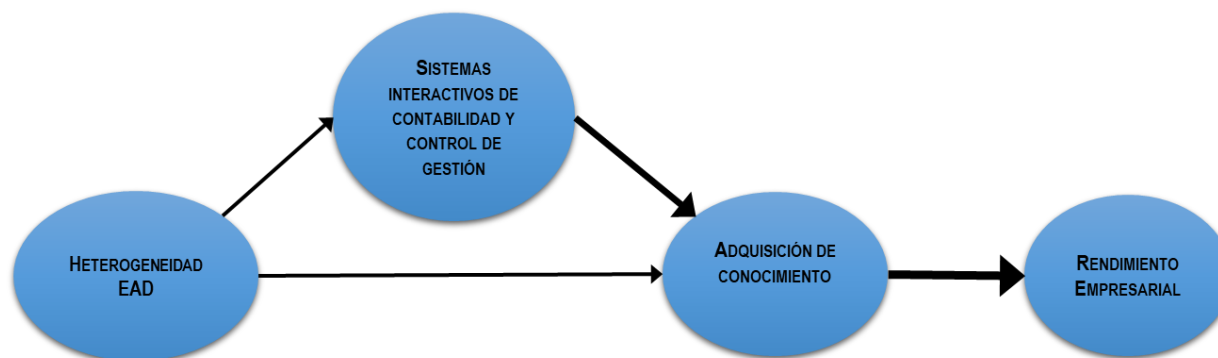 SISTEMAS
INTERACTIVOS DE
CONTABILIDAD Y
CONTROL DE
GESTIÓN
HETEROGENEIDAD
EAD
ADQUISICIÓN DE
CONOCIMIENTO
RENDIMIENTO
EMPRESARIAL